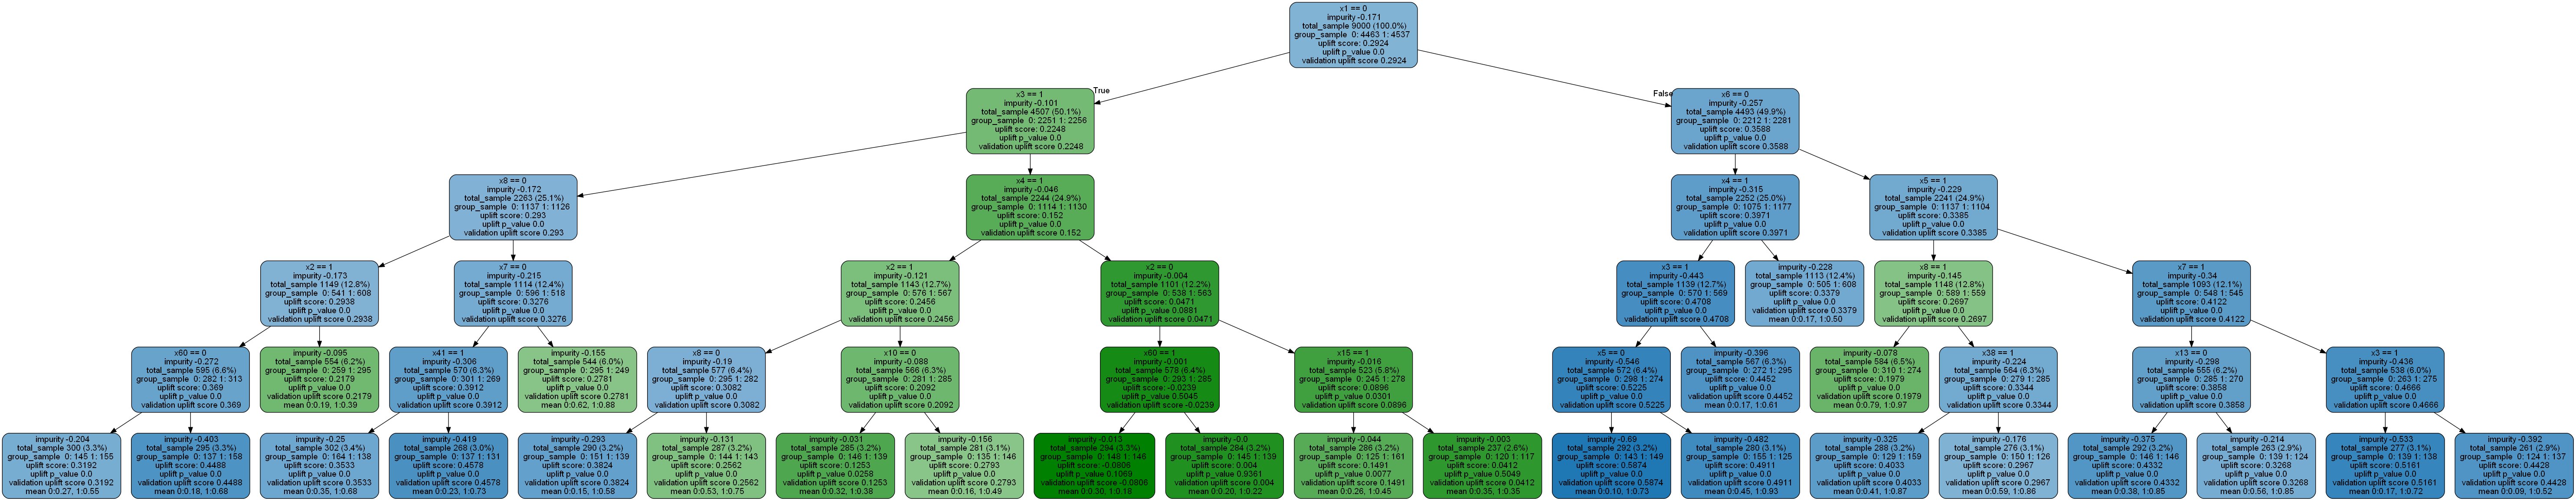 x1 == 0
impurity -0.171
total_sample 9000 (100.0%)
group_sample 0: 4463 1: 4537
uplift score: 0.2924
uplift p_value 0.0
validation uplift score 0.2924
True
False
x3 == 1
impurity -0.101
total_sample 4507 (50.1%)
group_sample 0: 2251 1: 2256
uplift score: 0.2248
uplift p_value 0.0
validation uplift score 0.2248
x6 == 0
impurity -0.257
total_sample 4493 (49.9%)
group_sample 0: 2212 1: 2281
uplift score: 0.3588
uplift p_value 0.0
validation uplift score 0.3588
x8 == 0
impurity -0.172
total_sample 2263 (25.1%)
group_sample 0: 1137 1: 1126
uplift score: 0.293
uplift p_value 0.0
validation uplift score 0.293
x4 == 1
impurity -0.046
total_sample 2244 (24.9%)
group_sample 0: 1114 1: 1130
uplift score: 0.152
uplift p_value 0.0
validation uplift score 0.152
x4 == 1
impurity -0.315
total_sample 2252 (25.0%)
group_sample 0: 1075 1: 1177
uplift score: 0.3971
uplift p_value 0.0
validation uplift score 0.3971
x5 == 1
impurity -0.229
total_sample 2241 (24.9%)
group_sample 0: 1137 1: 1104
uplift score: 0.3385
uplift p_value 0.0
validation uplift score 0.3385
x2 == 1
impurity -0.173
total_sample 1149 (12.8%)
group_sample 0: 541 1: 608
uplift score: 0.2938
uplift p_value 0.0
validation uplift score 0.2938
x7 == 0
impurity -0.215
total_sample 1114 (12.4%)
group_sample 0: 596 1: 518
uplift score: 0.3276
uplift p_value 0.0
validation uplift score 0.3276
x2 == 1
impurity -0.121
total_sample 1143 (12.7%)
group_sample 0: 576 1: 567
uplift score: 0.2456
uplift p_value 0.0
validation uplift score 0.2456
x2 == 0
impurity -0.004
total_sample 1101 (12.2%)
group_sample 0: 538 1: 563
uplift score: 0.0471
uplift p_value 0.0881
validation uplift score 0.0471
x3 == 1
impurity -0.443
total_sample 1139 (12.7%)
group_sample 0: 570 1: 569
uplift score: 0.4708
uplift p_value 0.0
validation uplift score 0.4708
impurity -0.228
total_sample 1113 (12.4%)
group_sample 0: 505 1: 608
uplift score: 0.3379
uplift p_value 0.0
validation uplift score 0.3379
mean 0:0.17, 1:0.50
x8 == 1
impurity -0.145
total_sample 1148 (12.8%)
group_sample 0: 589 1: 559
uplift score: 0.2697
uplift p_value 0.0
validation uplift score 0.2697
x7 == 1
impurity -0.34
total_sample 1093 (12.1%)
group_sample 0: 548 1: 545
uplift score: 0.4122
uplift p_value 0.0
validation uplift score 0.4122
x60 == 0
impurity -0.272
total_sample 595 (6.6%)
group_sample 0: 282 1: 313
uplift score: 0.369
uplift p_value 0.0
validation uplift score 0.369
impurity -0.095
total_sample 554 (6.2%)
group_sample 0: 259 1: 295
uplift score: 0.2179
uplift p_value 0.0
validation uplift score 0.2179
mean 0:0.19, 1:0.39
x41 == 1
impurity -0.306
total_sample 570 (6.3%)
group_sample 0: 301 1: 269
uplift score: 0.3912
uplift p_value 0.0
validation uplift score 0.3912
impurity -0.155
total_sample 544 (6.0%)
group_sample 0: 295 1: 249
uplift score: 0.2781
uplift p_value 0.0
validation uplift score 0.2781
mean 0:0.62, 1:0.88
x8 == 0
impurity -0.19
total_sample 577 (6.4%)
group_sample 0: 295 1: 282
uplift score: 0.3082
uplift p_value 0.0
validation uplift score 0.3082
x10 == 0
impurity -0.088
total_sample 566 (6.3%)
group_sample 0: 281 1: 285
uplift score: 0.2092
uplift p_value 0.0
validation uplift score 0.2092
x60 == 1
impurity -0.001
total_sample 578 (6.4%)
group_sample 0: 293 1: 285
uplift score: -0.0239
uplift p_value 0.5045
validation uplift score -0.0239
x15 == 1
impurity -0.016
total_sample 523 (5.8%)
group_sample 0: 245 1: 278
uplift score: 0.0896
uplift p_value 0.0301
validation uplift score 0.0896
x5 == 0
impurity -0.546
total_sample 572 (6.4%)
group_sample 0: 298 1: 274
uplift score: 0.5225
uplift p_value 0.0
validation uplift score 0.5225
impurity -0.396
total_sample 567 (6.3%)
group_sample 0: 272 1: 295
uplift score: 0.4452
uplift p_value 0.0
validation uplift score 0.4452
mean 0:0.17, 1:0.61
impurity -0.078
total_sample 584 (6.5%)
group_sample 0: 310 1: 274
uplift score: 0.1979
uplift p_value 0.0
validation uplift score 0.1979
mean 0:0.79, 1:0.97
x38 == 1
impurity -0.224
total_sample 564 (6.3%)
group_sample 0: 279 1: 285
uplift score: 0.3344
uplift p_value 0.0
validation uplift score 0.3344
x13 == 0
impurity -0.298
total_sample 555 (6.2%)
group_sample 0: 285 1: 270
uplift score: 0.3858
uplift p_value 0.0
validation uplift score 0.3858
x3 == 1
impurity -0.436
total_sample 538 (6.0%)
group_sample 0: 263 1: 275
uplift score: 0.4666
uplift p_value 0.0
validation uplift score 0.4666
impurity -0.204
total_sample 300 (3.3%)
group_sample 0: 145 1: 155
uplift score: 0.3192
uplift p_value 0.0
validation uplift score 0.3192
mean 0:0.27, 1:0.55
impurity -0.403
total_sample 295 (3.3%)
group_sample 0: 137 1: 158
uplift score: 0.4488
uplift p_value 0.0
validation uplift score 0.4488
mean 0:0.18, 1:0.68
impurity -0.25
total_sample 302 (3.4%)
group_sample 0: 164 1: 138
uplift score: 0.3533
uplift p_value 0.0
validation uplift score 0.3533
mean 0:0.35, 1:0.68
impurity -0.419
total_sample 268 (3.0%)
group_sample 0: 137 1: 131
uplift score: 0.4578
uplift p_value 0.0
validation uplift score 0.4578
mean 0:0.23, 1:0.73
impurity -0.293
total_sample 290 (3.2%)
group_sample 0: 151 1: 139
uplift score: 0.3824
uplift p_value 0.0
validation uplift score 0.3824
mean 0:0.15, 1:0.58
impurity -0.131
total_sample 287 (3.2%)
group_sample 0: 144 1: 143
uplift score: 0.2562
uplift p_value 0.0
validation uplift score 0.2562
mean 0:0.53, 1:0.75
impurity -0.031
total_sample 285 (3.2%)
group_sample 0: 146 1: 139
uplift score: 0.1253
uplift p_value 0.0258
validation uplift score 0.1253
mean 0:0.32, 1:0.38
impurity -0.156
total_sample 281 (3.1%)
group_sample 0: 135 1: 146
uplift score: 0.2793
uplift p_value 0.0
validation uplift score 0.2793
mean 0:0.16, 1:0.49
impurity -0.013
total_sample 294 (3.3%)
group_sample 0: 148 1: 146
uplift score: -0.0806
uplift p_value 0.1069
validation uplift score -0.0806
mean 0:0.30, 1:0.18
impurity -0.0
total_sample 284 (3.2%)
group_sample 0: 145 1: 139
uplift score: 0.004
uplift p_value 0.9361
validation uplift score 0.004
mean 0:0.20, 1:0.22
impurity -0.044
total_sample 286 (3.2%)
group_sample 0: 125 1: 161
uplift score: 0.1491
uplift p_value 0.0077
validation uplift score 0.1491
mean 0:0.26, 1:0.45
impurity -0.003
total_sample 237 (2.6%)
group_sample 0: 120 1: 117
uplift score: 0.0412
uplift p_value 0.5049
validation uplift score 0.0412
mean 0:0.35, 1:0.35
impurity -0.69
total_sample 292 (3.2%)
group_sample 0: 143 1: 149
uplift score: 0.5874
uplift p_value 0.0
validation uplift score 0.5874
mean 0:0.10, 1:0.73
impurity -0.482
total_sample 280 (3.1%)
group_sample 0: 155 1: 125
uplift score: 0.4911
uplift p_value 0.0
validation uplift score 0.4911
mean 0:0.45, 1:0.93
impurity -0.325
total_sample 288 (3.2%)
group_sample 0: 129 1: 159
uplift score: 0.4033
uplift p_value 0.0
validation uplift score 0.4033
mean 0:0.41, 1:0.87
impurity -0.176
total_sample 276 (3.1%)
group_sample 0: 150 1: 126
uplift score: 0.2967
uplift p_value 0.0
validation uplift score 0.2967
mean 0:0.59, 1:0.86
impurity -0.375
total_sample 292 (3.2%)
group_sample 0: 146 1: 146
uplift score: 0.4332
uplift p_value 0.0
validation uplift score 0.4332
mean 0:0.38, 1:0.85
impurity -0.214
total_sample 263 (2.9%)
group_sample 0: 139 1: 124
uplift score: 0.3268
uplift p_value 0.0
validation uplift score 0.3268
mean 0:0.56, 1:0.85
impurity -0.533
total_sample 277 (3.1%)
group_sample 0: 139 1: 138
uplift score: 0.5161
uplift p_value 0.0
validation uplift score 0.5161
mean 0:0.17, 1:0.72
impurity -0.392
total_sample 261 (2.9%)
group_sample 0: 124 1: 137
uplift score: 0.4428
uplift p_value 0.0
validation uplift score 0.4428
mean 0:0.09, 1:0.52